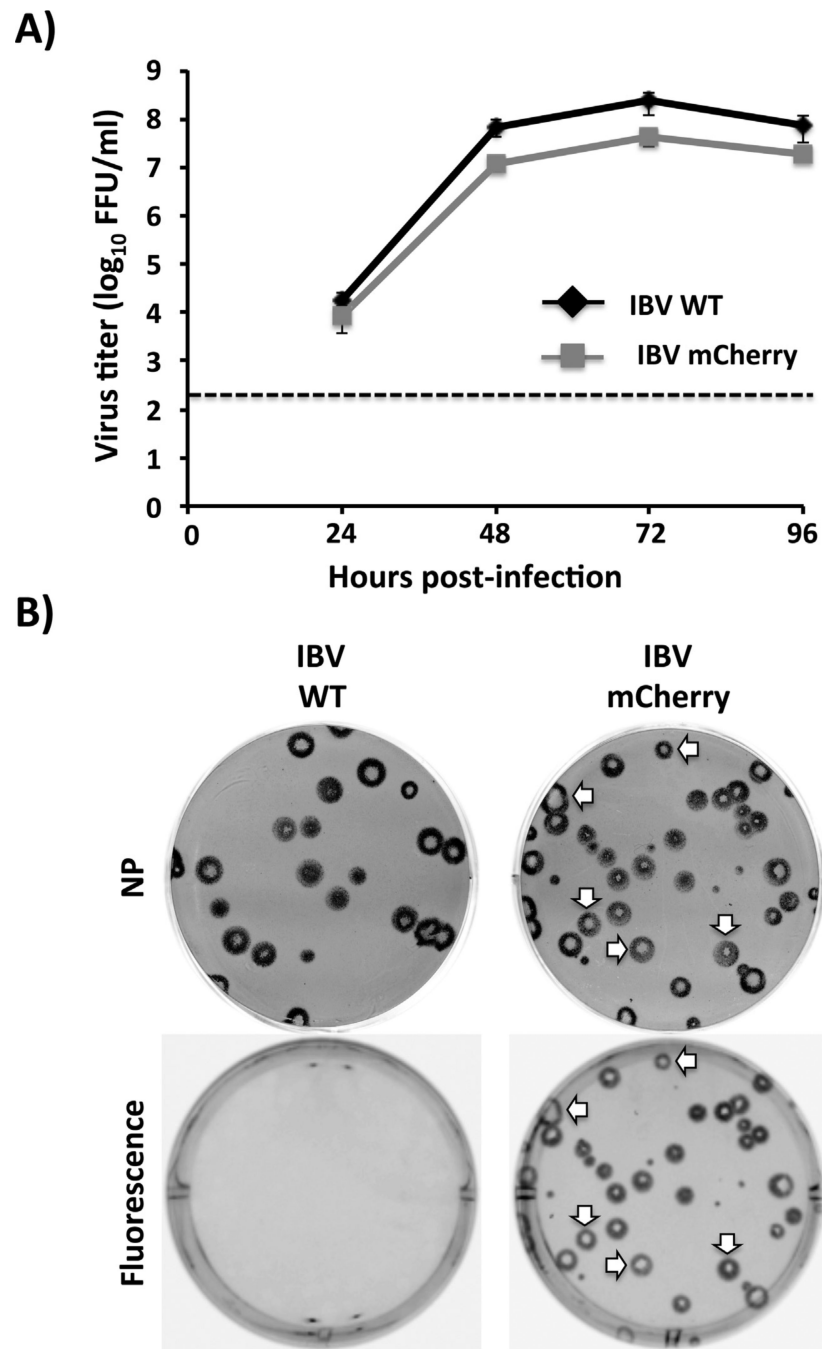 A)
9
8
7
6
5
4
3
2
1
0
Virus titer (log₁₀ FFU/ml)
IBV WT
IBV mCherry
0 24 48 72 96
Hours post-infection
B)
IBV
WT
IBV
mCherry
NP
Fluorescence